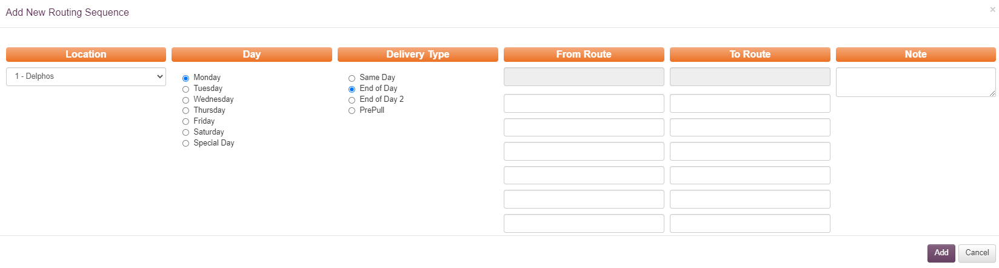 Add New Routing Sequence
×
Location
Day
Delivery Type
From Route
To Route
Note
1 - Delphos
Monday
Tuesday
Wednesday
Thursday
Friday
Saturday
Special Day
Same Day
End of Day
End of Day 2
PrePull
Add
Cancel